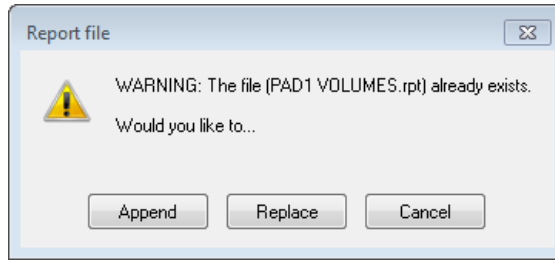 Report file
WARNING: The file (PAD1 VOLUMES.rpt) already exists.
Would you like to...
Append
Replace
Cancel